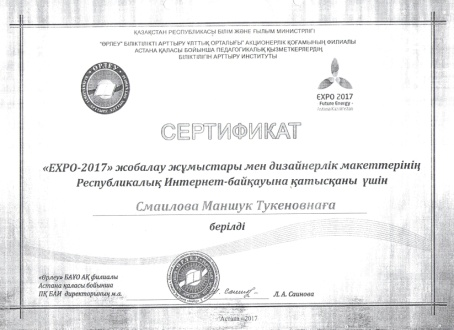 ҚАЗАҚСТАН РЕСПУБЛИКАСЫ БІЛІМ ЖӘНЕ ҒЫЛЫМ МИНИСТРЛІГІ
"ӨРЛЕУ" БІЛІКТІЛІКТІ АРТТЫРУ ҰЛТТЫҚ ОРТАЛЫҒЫ" АКЦИОНЕРЛІК ҚОҒАМЫНЫҢ ФИЛИАЛЫ
АСТАНА ҚАЛАСЫ БОЙЫНША ПЕДАГОГИКАЛЫҚ ҚЫЗМЕТКЕРЛЕРДІҢ
БІЛІКТІЛІГІН АРТТЫРУ ИНСТИТУТЫ
ӨРЛЕУ
EXPO 2017
Future Energy
СЕРТИФИКАТ
«EXPO-2017» жобалау жұмыстары мен дизайнерлік макеттерінің
Республикалық Интернет-байқауына қатысқаны үшін
Смаилова Маншук Тукеновнаға
берілді
«Өрлеу» БАҰО АҚ филиалы
Астана қаласы бойынша
ПҚ БАИ директорының м.а.
Л. А. Саинова
Астана - 2017